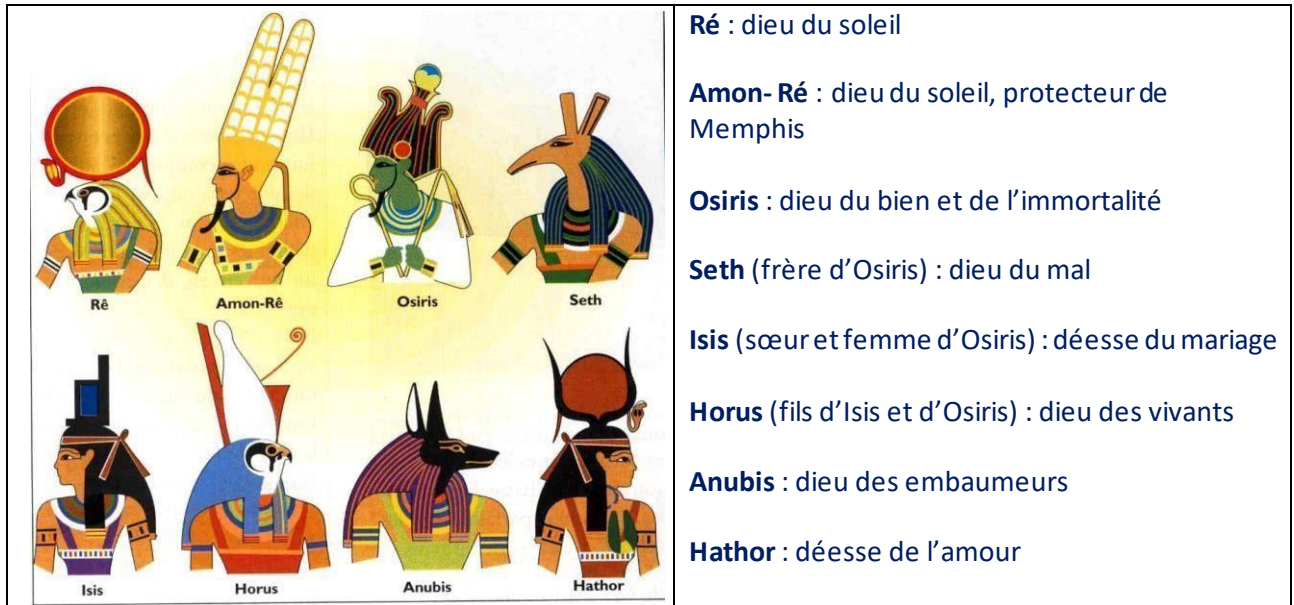 Rê
Amon-Rê
Osiris
Seth
Isis
Horus
Anubis
Hathor
Ré : dieu du soleil
Amon- Ré : dieu du soleil, protecteur de
Memphis
Osiris : dieu du bien et de l’immortalité
Seth (frère d’Osiris) : dieu du mal
Isis (sœur et femme d’Osiris) : déesse du mariage
Horus (fils d’Isis et d’Osiris) : dieu des vivants
Anubis : dieu des embaumeurs
Hathor : déesse de l’amour